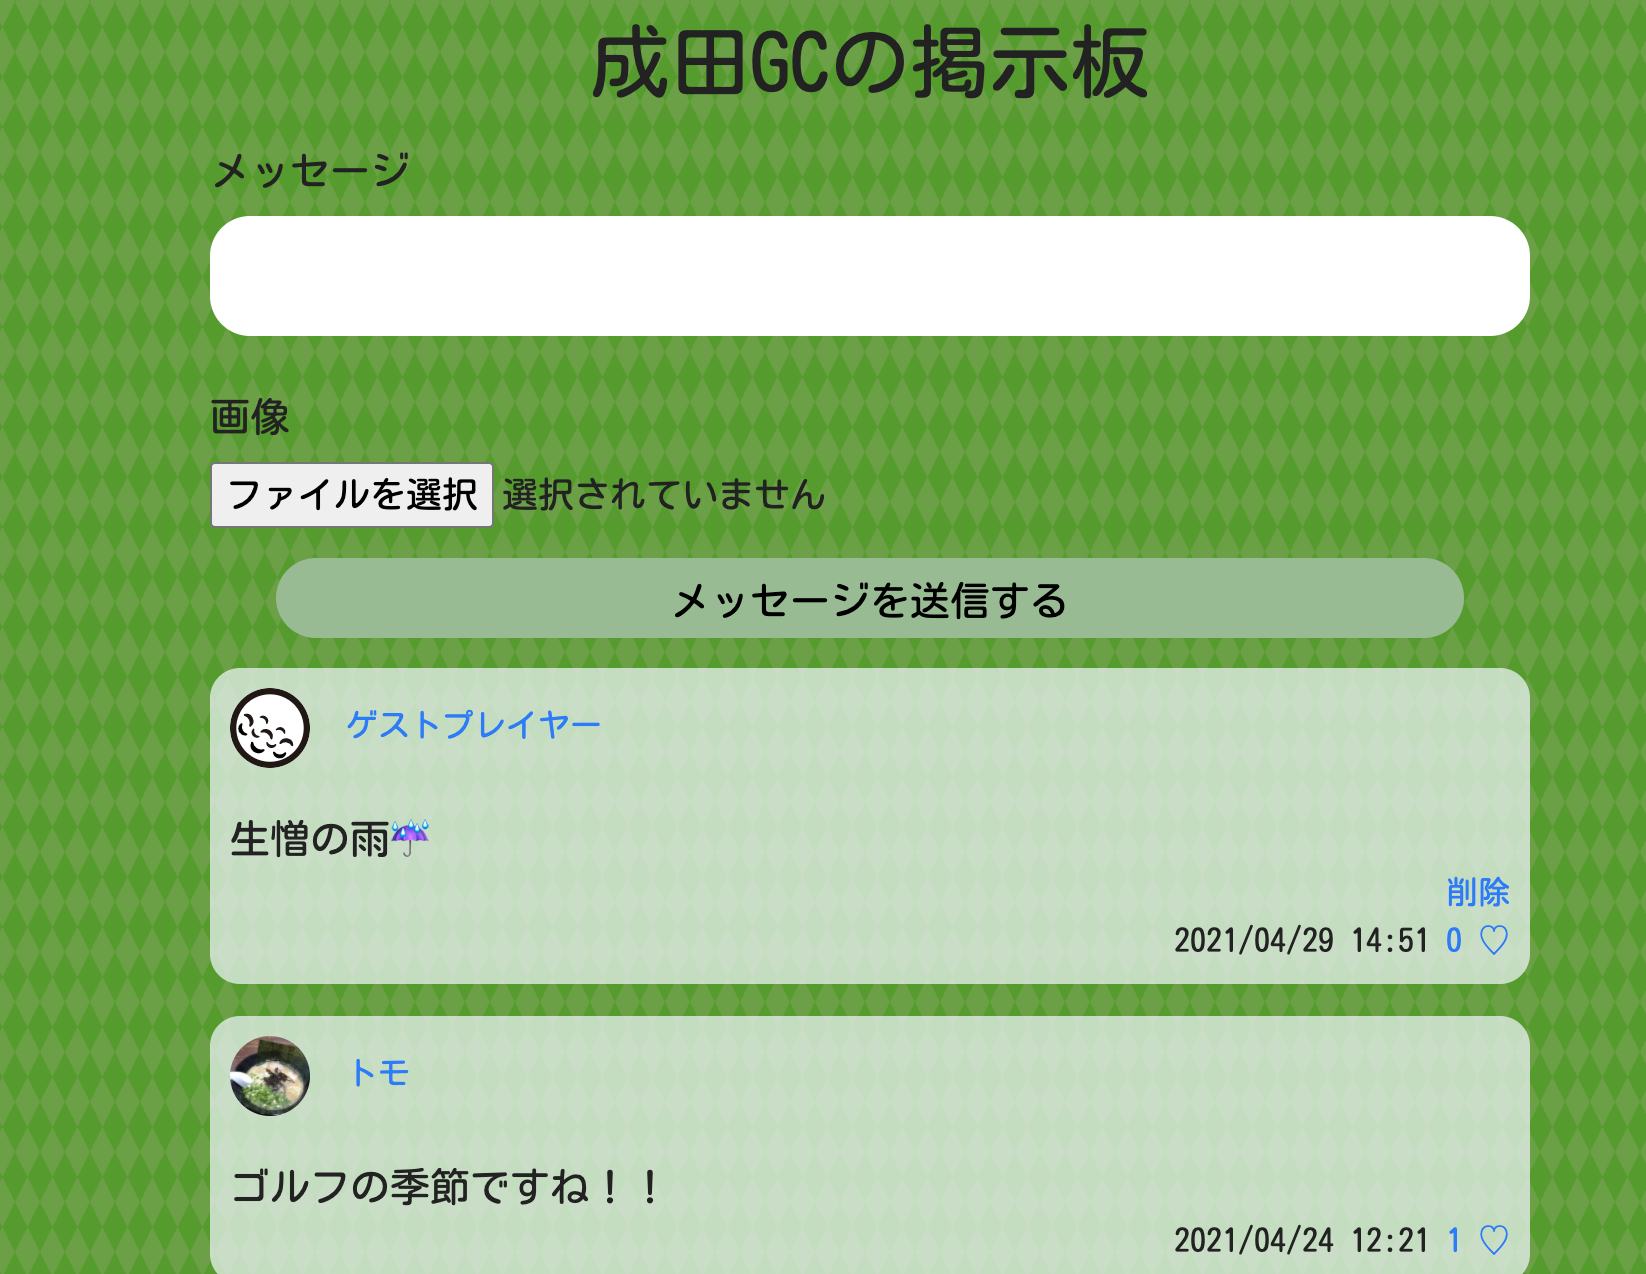 成田GCの掲示板
メッセージ
画像
ファイルを選択 選択されていません
メッセージを送信する
ゲストプレイヤー
生憎の雨☔
削除
2021/04/29 14:51 0 ♡
トモ
ゴルフの季節ですね！！
2021/04/24 12:21 1 ♡